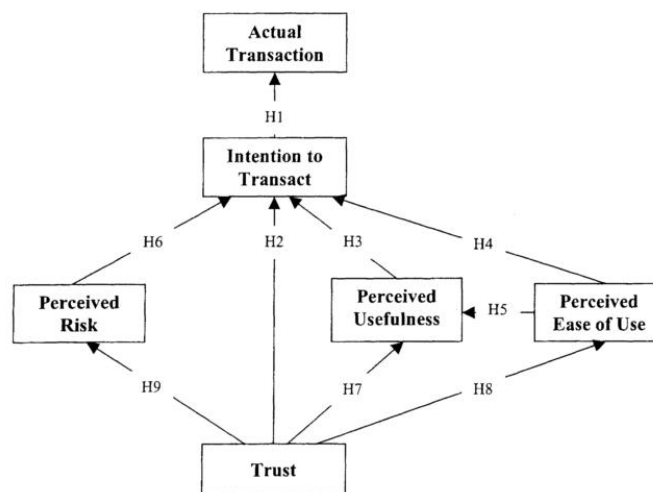 Actual
Transaction
H1
Intention to
Transact
H6
H2
H3
H4
Perceived
Risk
Perceived
Usefulness
H5
Perceived
Ease of Use
H9
H7
H8
Trust